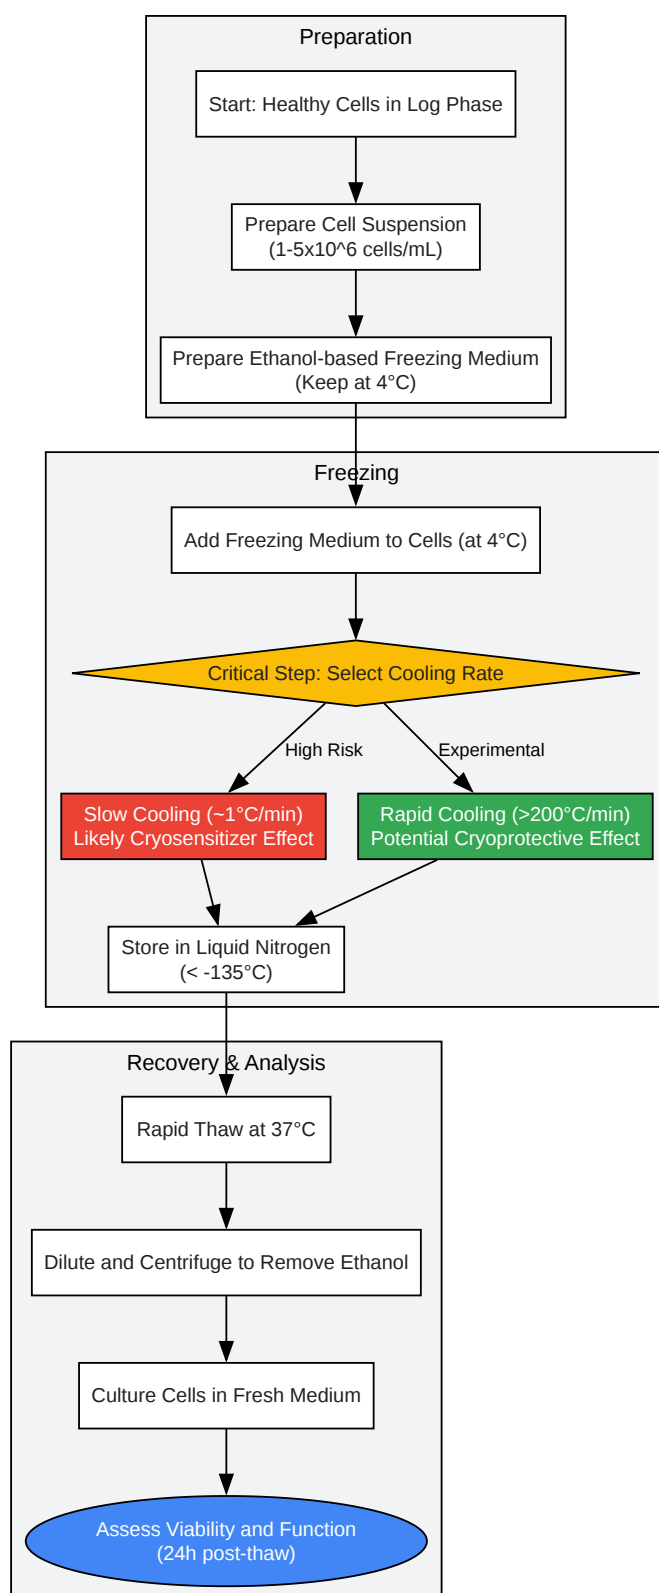 Preparation
Start: Healthy Cells in Log Phase
Prepare Cell Suspension
(1-5x10^6 cells/mL)
Prepare Ethanol-based Freezing Medium
(Keep at 4°C)
Freezing
Add Freezing Medium to Cells (at 4°C)
Critical Step: Select Cooling Rate
High Risk
Experimental
Slow Cooling (~1°C/min)
Likely Cryosensitizer Effect
Rapid Cooling (>200°C/min)
Potential Cryoprotective Effect
Store in Liquid Nitrogen
(< -135°C)
Recovery & Analysis
Rapid Thaw at 37°C
Dilute and Centrifuge to Remove Ethanol
Culture Cells in Fresh Medium
Assess Viability and Function
(24h post-thaw)